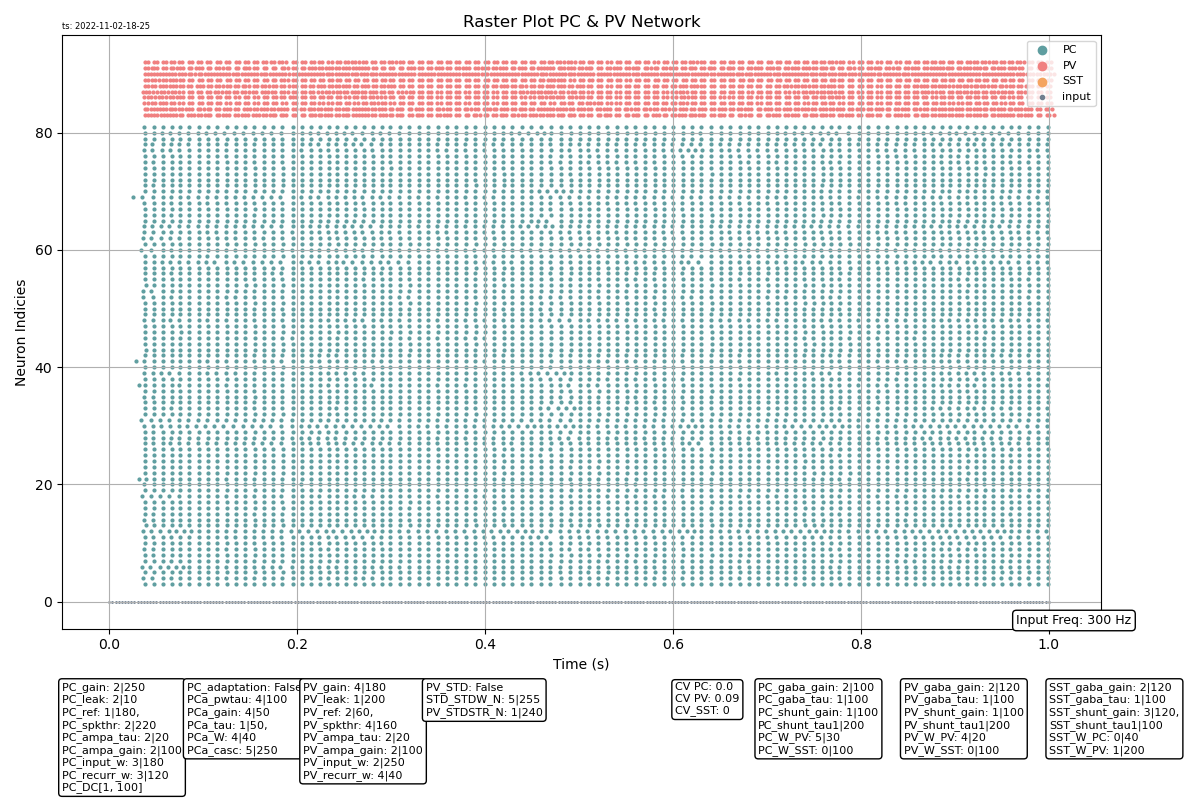 ts: 2022-11-02-18-25
Raster Plot PC & PV Network
PC
PV
SST
input
80
60
40
20
0
Neuron Indicies
0.0 0.2 0.4 0.6 0.8 1.0
Time (s)
Input Freq: 300 Hz
PC_gain: 2|250
PC_leak: 2|10
PC_ref: 1|180,
PC_spkthr: 2|220
PC_ampa_tau: 2|20
PC_ampa_gain: 2|100
PC_input_w: 3|180
PC_recurr_w: 3|120
PC_DC[1, 100]
PC_adaptation: False
PCa_pwtau: 4|100
PCa_gain: 4|50
PCa_tau: 1|50,
PCa_W: 4|40
PCa_casc: 5|250
PV_gain: 4|180
PV_leak: 1|200
PV_ref: 2|60,
PV_spkthr: 4|160
PV_ampa_tau: 2|20
PV_ampa_gain: 2|100
PV_input_w: 2|250
PV_recurr_w: 4|40
PV_STD: False
STD_STDW_N: 5|255
PV_STDSTR_N: 1|240
CV PC: 0.0
CV PV: 0.09
CV_SST: 0
PC_gaba_gain: 2|100
PC_gaba_tau: 1|100
PC_shunt_gain: 1|100
PC_shunt_tau1|200
PC_W_PV: 5|30
PC_W_SST: 0|100
PV_gaba_gain: 2|120
PV_gaba_tau: 1|100
PV_shunt_gain: 1|100
PV_shunt_tau1|200
PV_W_PC: 4|20
PV_W_SST: 0|100
SST_gaba_gain: 2|120
SST_gaba_tau: 1|100
SST_shunt_gain: 3|120,
SST_shunt_tau1|100
SST_W_PC: 0|40
SST_W_PV: 1|200